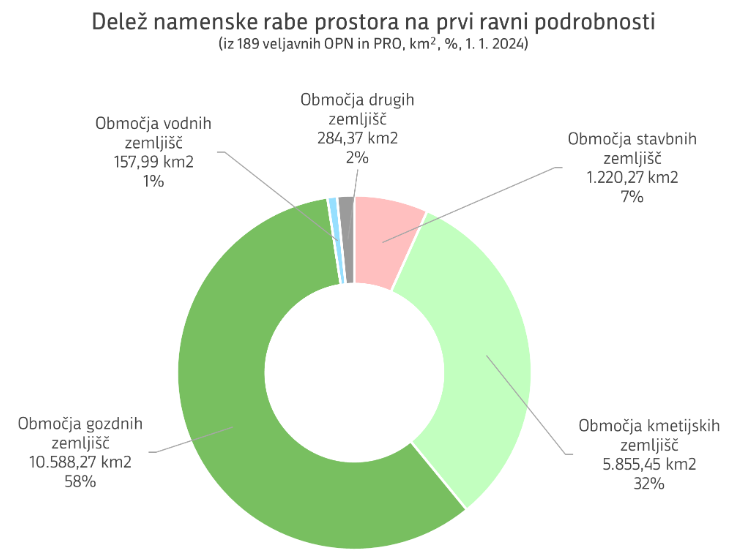 Delež namenske rabe prostora na prvi ravni podrobnosti
(iz 189 veljavnih OPN in PRO, km², %, 1. 1. 2024)
Območja drugih
zemljišč
284,37 km2
2%
Območja vodnih
zemljišč
157,99 km2
1%
Območja stavbnih
zemljišč
1.220,27 km2
7%
Območja gozdnih
zemljišč
10.588,27 km2
58%
Območja kmetijskih
zemljišč
5.855,45 km2
32%